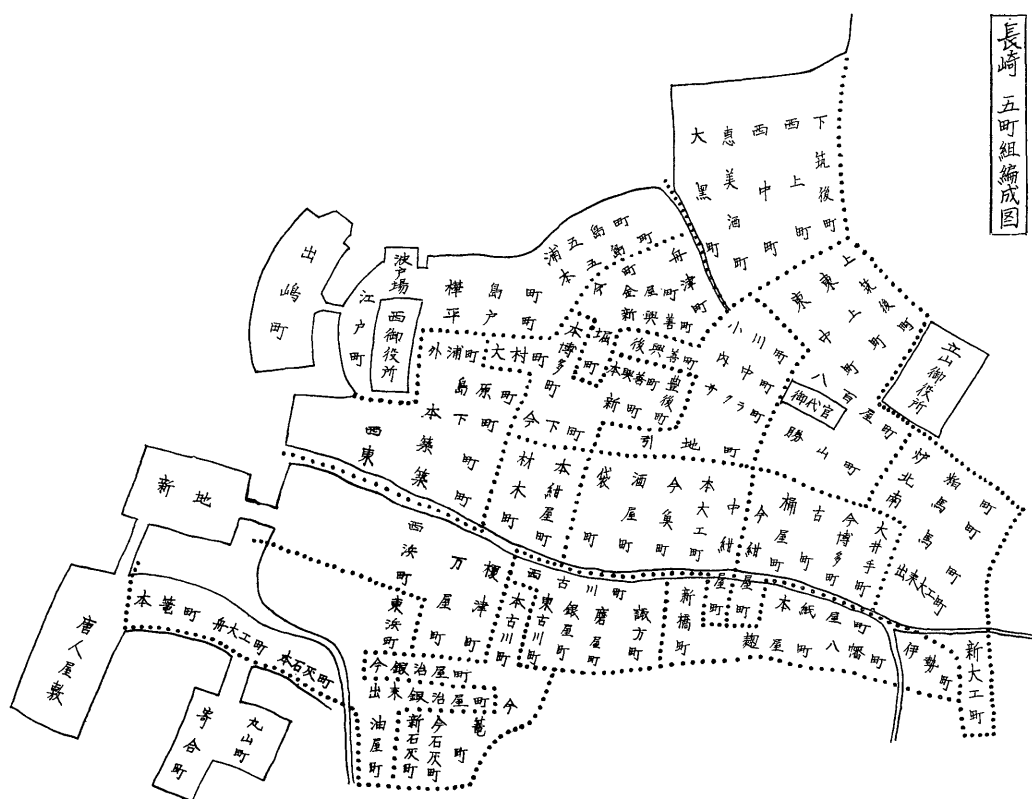 長崎 五町組編成図
下筑後町
西上町
西中町
恵美酒町
大黒町
上筑後町
東上町
東中町
八百屋町
立山御役所
御代官
勝山町
炉粕町
北馬町
南馬町
出来大工町
大井手町
今博多町
古町
桶屋町
今紺屋町
中紺屋町
本大工町
今魚町
酒屋町
袋町
本紺屋町
材木町
小川町
内中町
サクラ町
引地町
舟津町
浦五島町
本五島町
金屋町
新興善町
後興善町
本興善町
豊後町
新町
堀町
本博多町
樺島町
平戸町
大村町
外浦町
島原町
本下町
今下町
西築町
東築町
波戸場
西御役所
江戸町
出嶋町
新地
唐人屋敷
本篭町
舟大工町
本石灰町
寄合町
丸山町
西浜町
東浜町
万屋町
榎津町
西古川町
本古川町
東古川町
銀屋町
磨屋町
諏方町
新橋町
本紙屋町
麹屋町
八幡町
伊勢町
新大工町
今鍛治屋町
出来鍛治屋町
油屋町
新石灰町
今石灰町
今篭町